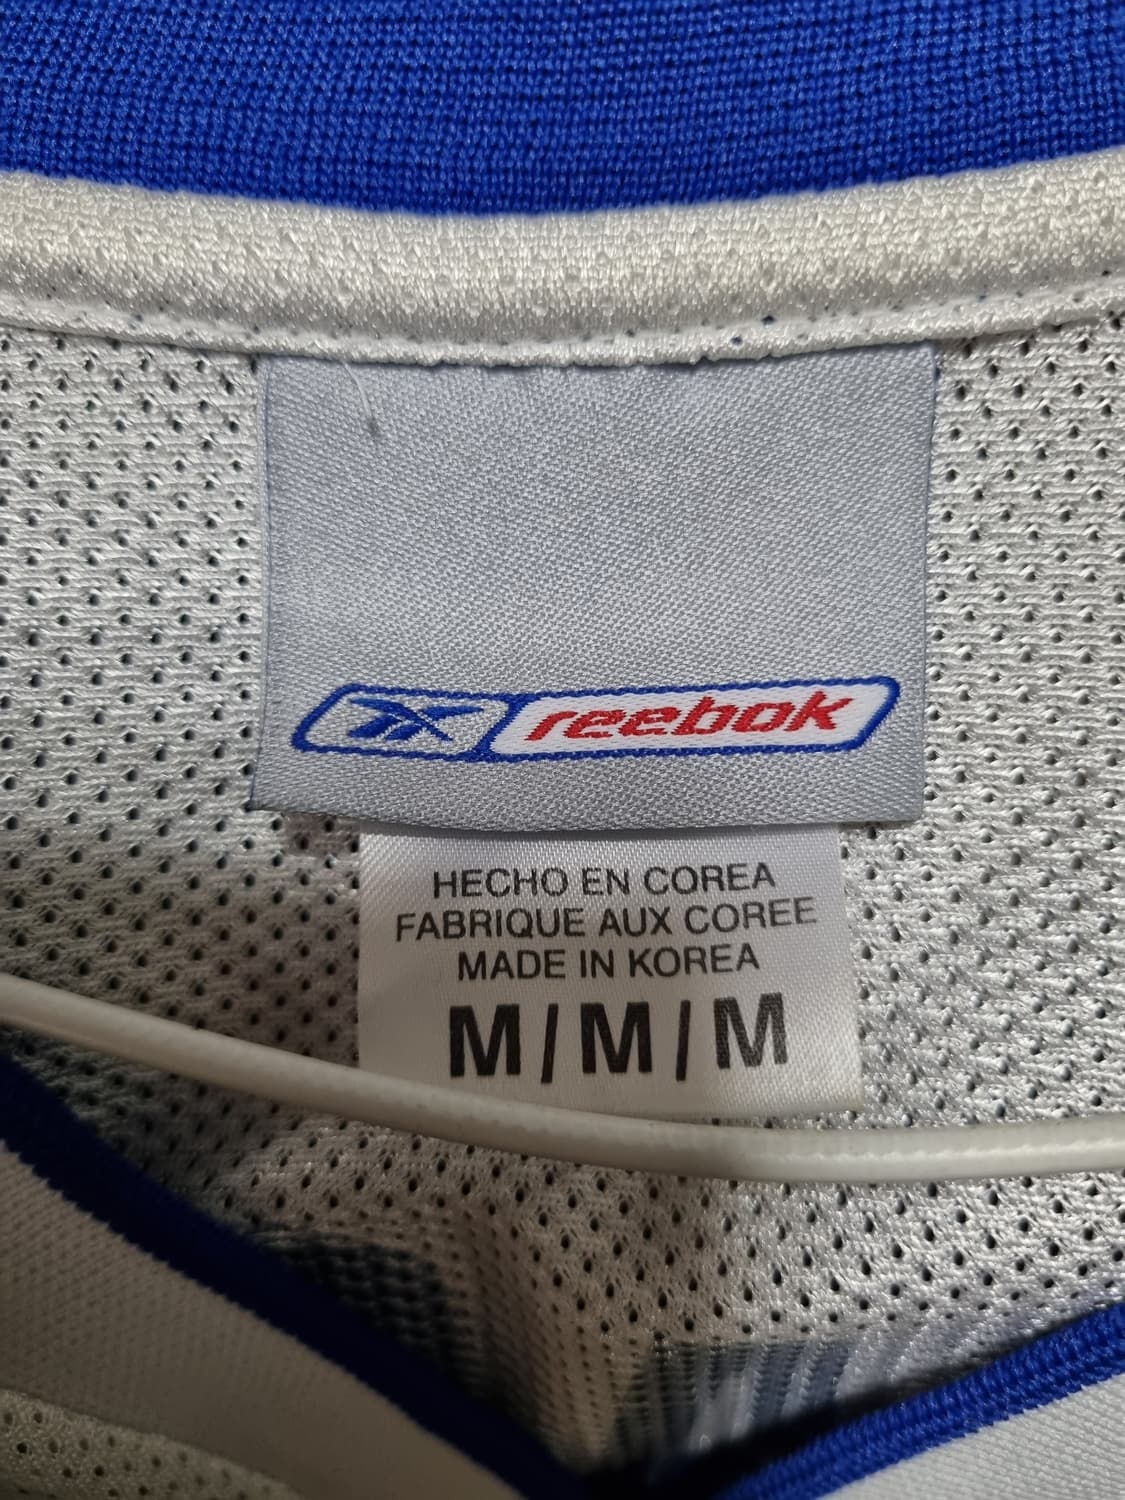 reebok
HECHO EN COREA
FABRIQUE AUX COREE
MADE IN KOREA
M/M/M